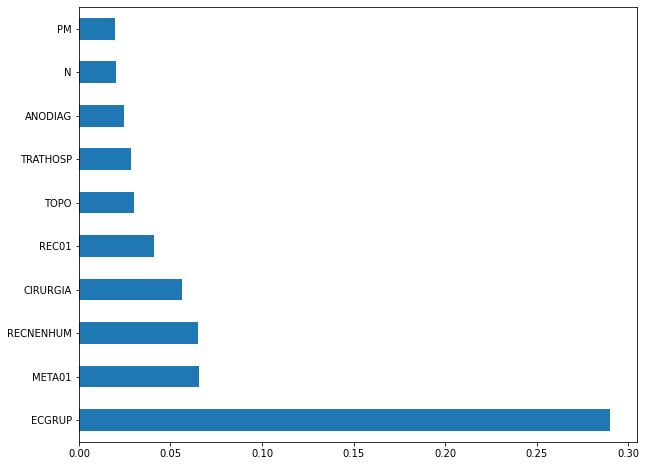 PM
N
ANODIAG
TRATHOSP
TOPO
REC01
CIRURGIA
RECNENHUM
META01
ECGRUP
0.00 0.05 0.10 0.15 0.20 0.25 0.30